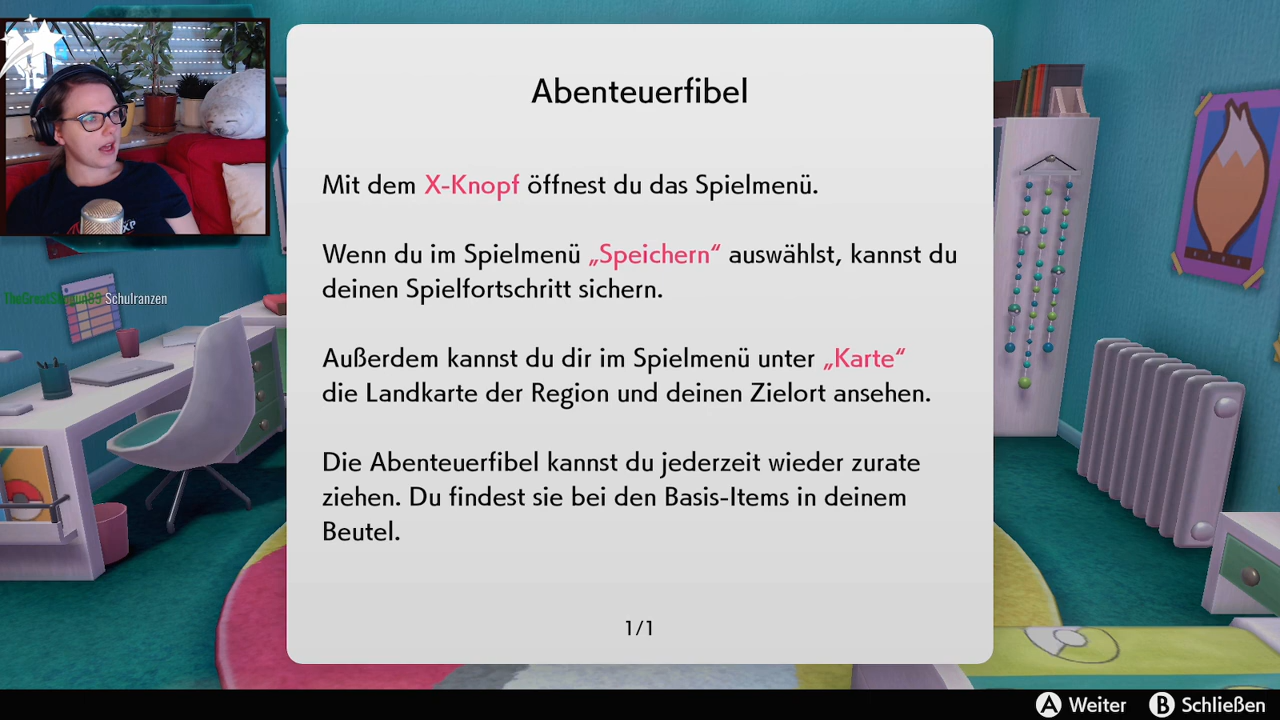 Abenteuerfibel
Mit dem X-Knopf öffnest du das Spielmenü.
Wenn du im Spielmenü „Speichern“ auswählst, kannst du
deinen Spielfortschritt sichern.
Außerdem kannst du dir im Spielmenü unter „Karte“
die Landkarte der Region und deinen Zielort ansehen.
Die Abenteuerfibel kannst du jederzeit wieder zurate
ziehen. Du findest sie bei den Basis-Items in deinem
Beutel.
1/1
Schulranzen
A Weiter B Schließen